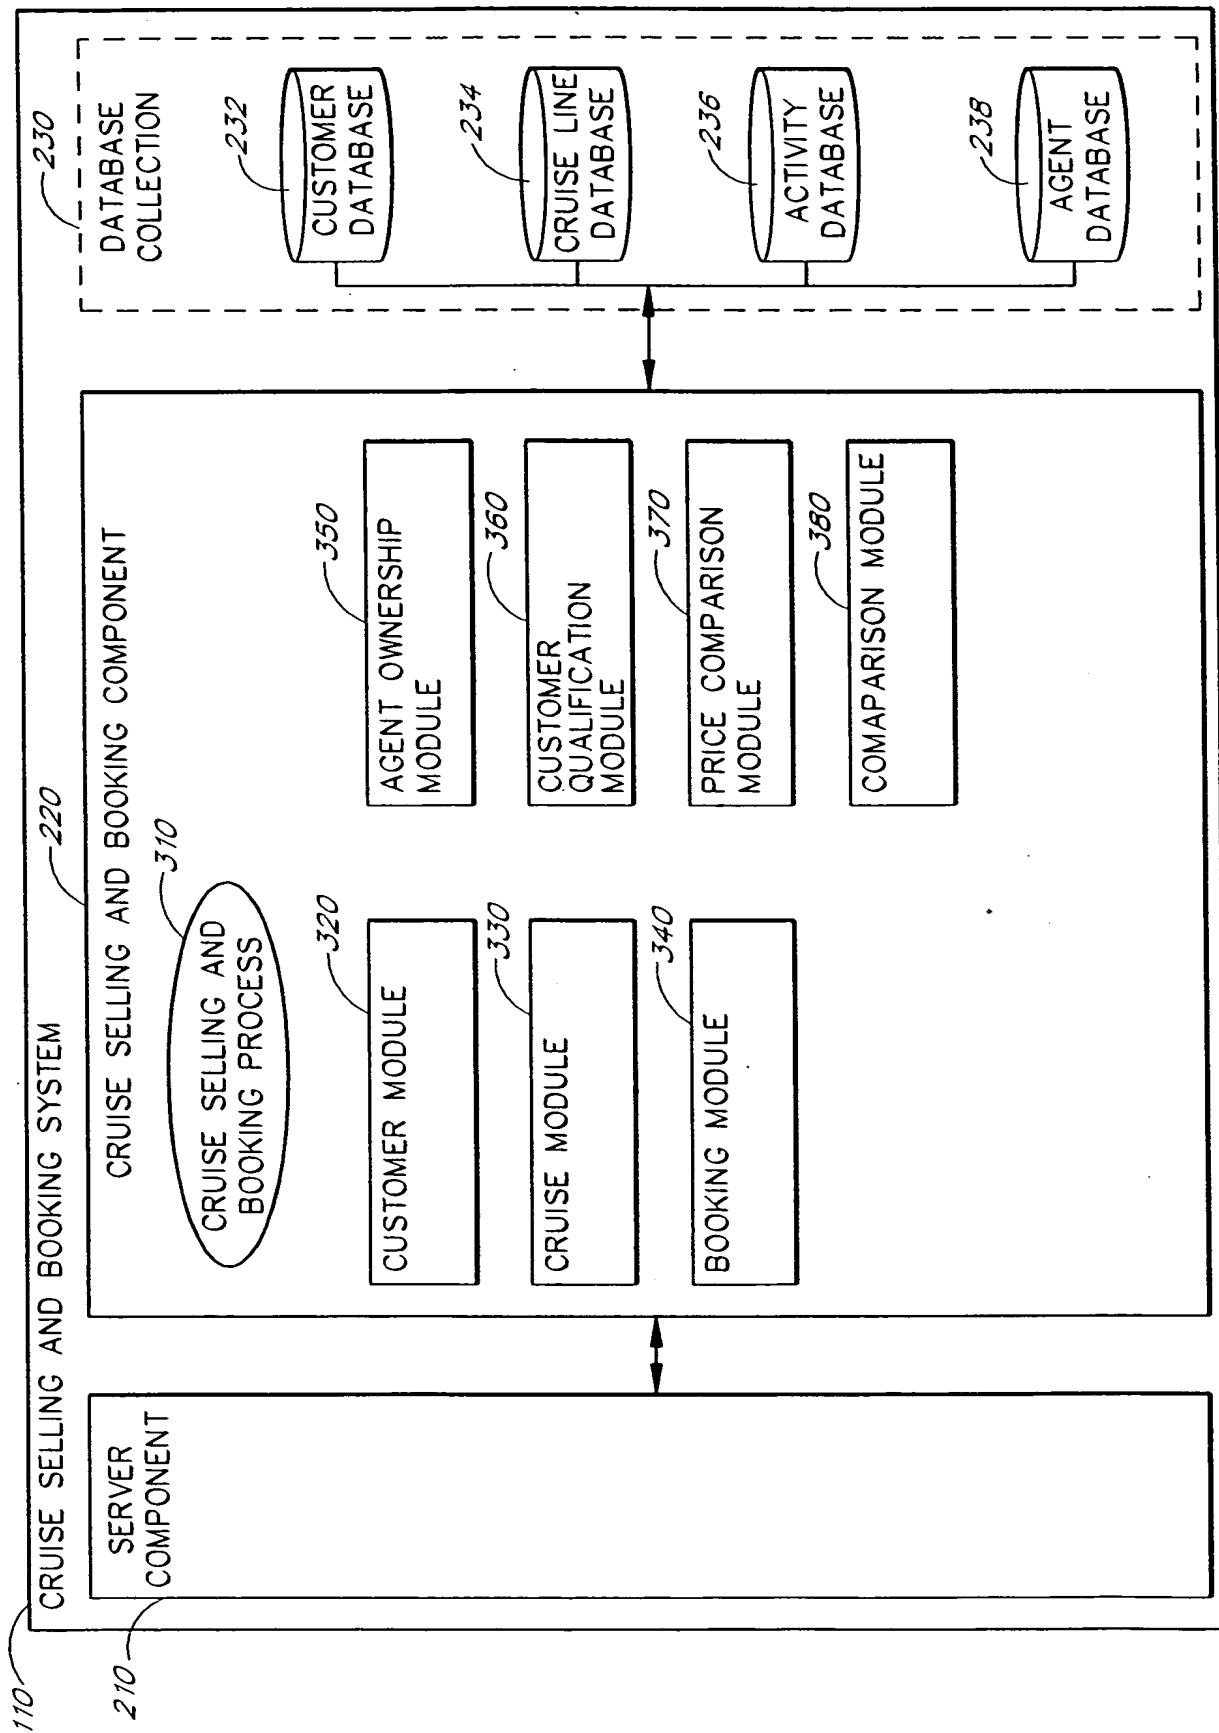 110
CRUISE SELLING AND BOOKING SYSTEM
210
SERVER
COMPONENT
220
CRUISE SELLING AND BOOKING COMPONENT
310
CRUISE SELLING AND
BOOKING PROCESS
320
CUSTOMER MODULE
330
CRUISE MODULE
340
BOOKING MODULE
350
AGENT OWNERSHIP
MODULE
360
CUSTOMER
QUALIFICATION
MODULE
370
PRICE COMPARISON
MODULE
380
COMAPARISON MODULE
230
DATABASE
COLLECTION
232
CUSTOMER
DATABASE
234
CRUISE LINE
DATABASE
236
ACTIVITY
DATABASE
238
AGENT
DATABASE